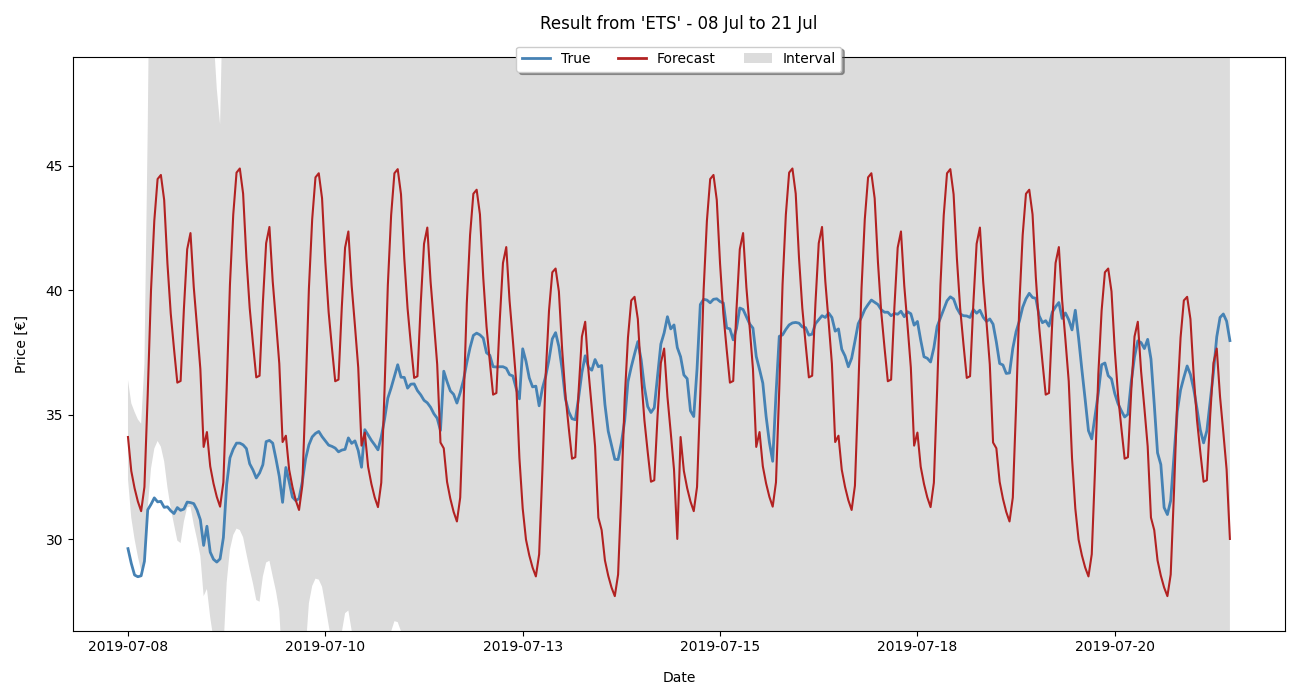 Result from 'ETS' - 08 Jul to 21 Jul
True
Forecast
Interval
Price [€]
45
40
35
30
2019-07-08
2019-07-10
2019-07-13
2019-07-15
2019-07-18
2019-07-20
Date